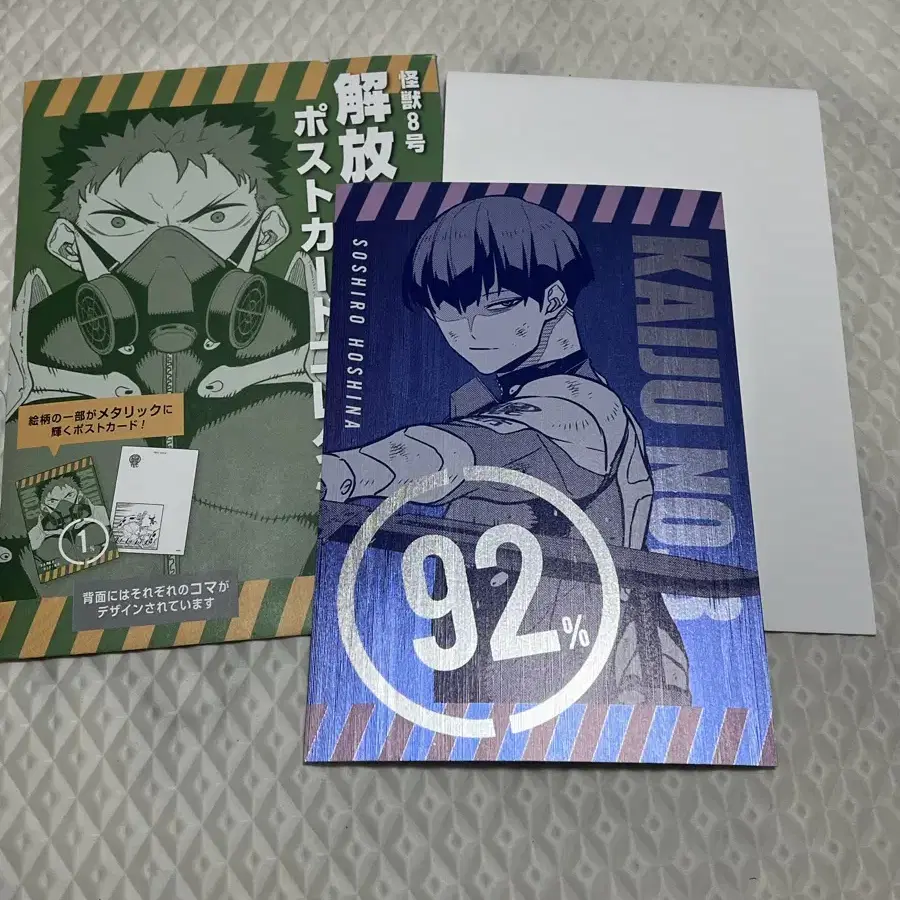 怪獣8号
解放
ポストカード
絵柄の一部がメタリックに
輝くポストカード！
1%
背面にはそれぞれのコマが
デザインされています
SOSHIRO HOSHINA
KAIJU NO. 8
92%